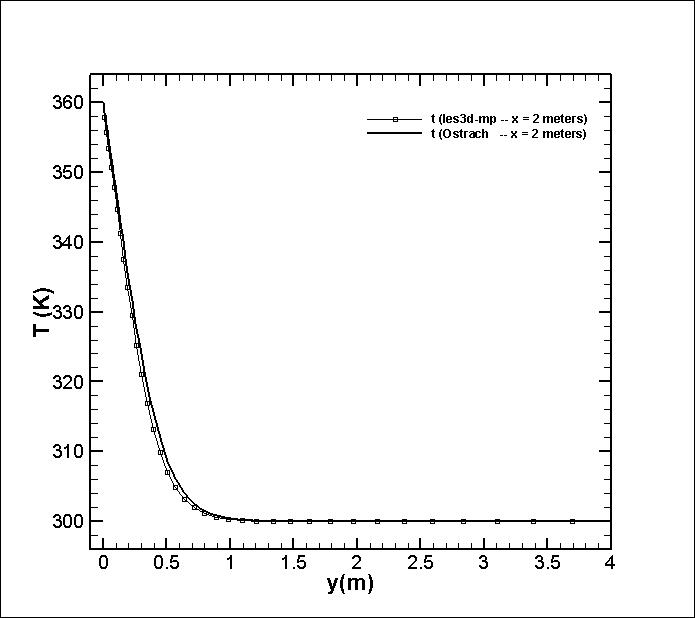 t (les3d-mp -- x = 2 meters)
t (Ostrach -- x = 2 meters)
360
350
340
330
320
310
300
T (K)
0 0.5 1 1.5 2 2.5 3 3.5 4
y(m)